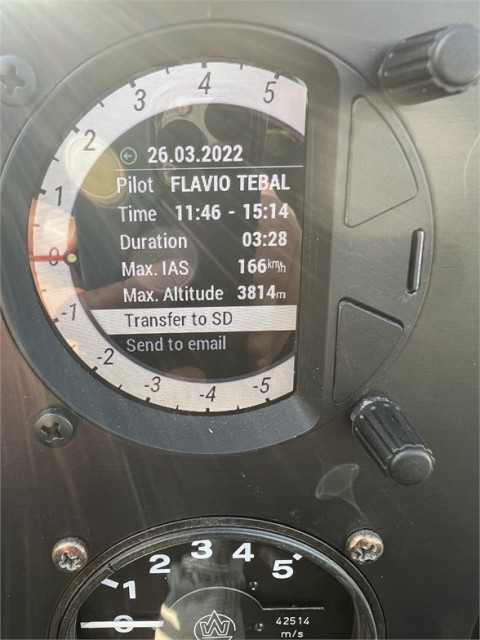 1 2 3 4 5
26.03.2022
Pilot FLAVIO TEBAL
Time 11:46 - 15:14
Duration 03:28
Max. IAS 166km/h
Max. Altitude 3814m
Transfer to SD
Send to email
0
-1 -2 -3 -4 -5
1 2 3 4 5
0
W
42514
m/s